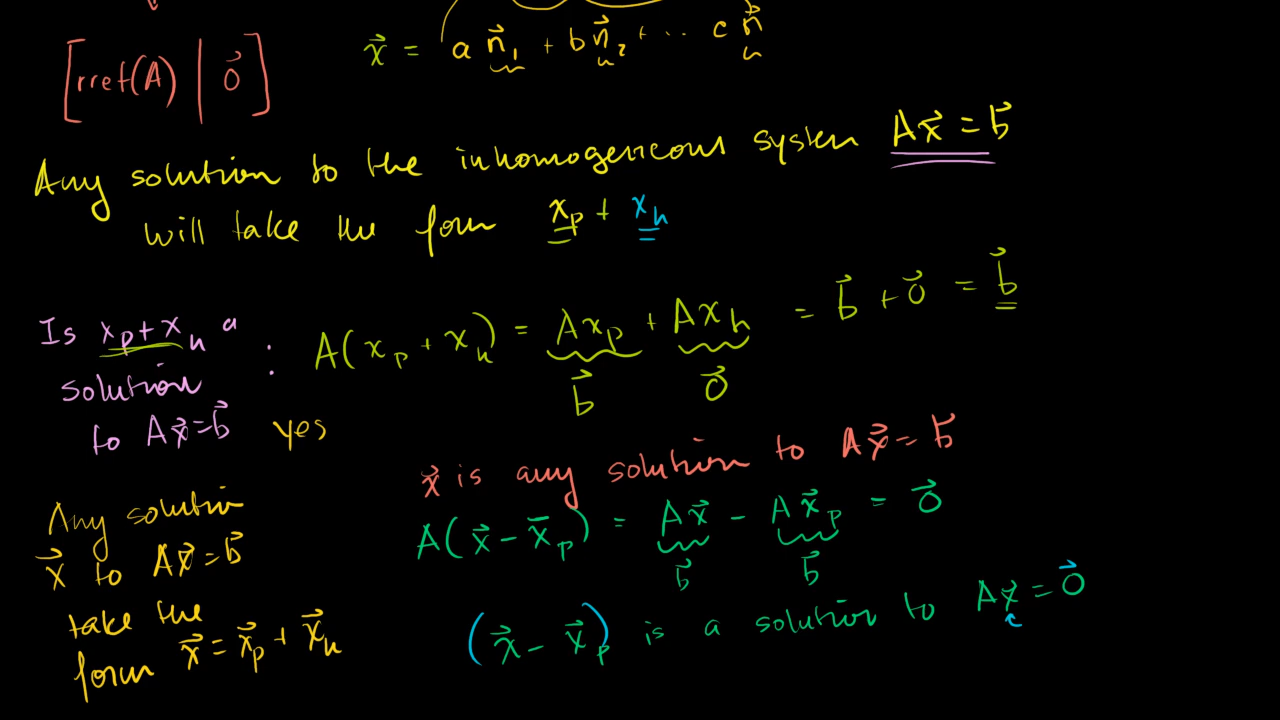 [rref(A) | 0⃗]
x⃗ = a n⃗₁ + b n⃗₂ + ... c n⃗
Any solution to the inhomogeneous system Ax⃗ = b⃗
will take the form xₚ + xₕ
Is xₚ + xₕ a
solution
to Ax⃗ = b⃗ yes
: A(xₚ + xₕ) = Axₚ + Axₕ = b⃗ + 0⃗ = b⃗
b⃗ 0⃗
x⃗ is any solution to Ax⃗ = b⃗
Any solution
x⃗ to Ax⃗ = b⃗
take the
form x⃗ = x⃗ₚ + x⃗ₕ
A(x⃗ - x⃗ₚ) = Ax⃗ - Ax⃗ₚ = 0⃗
b⃗ b⃗
(x⃗ - x⃗ₚ) is a solution to Ax⃗ = 0⃗